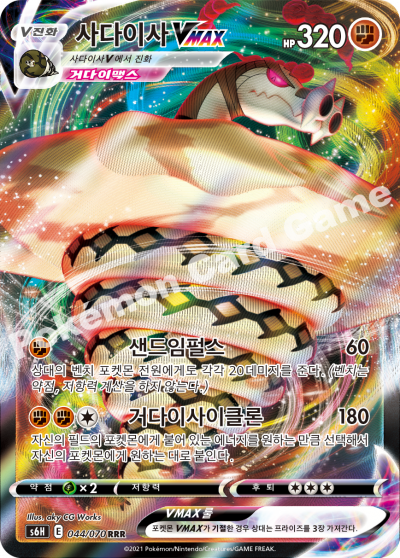 V진화
사다이사 VMAX
HP 320
사다이사V에서 진화
거다이맥스
Pokémon Card Game
샌드임펄스 60
상대의 벤치 포켓몬 전원에게도 각각 20데미지를 준다. (벤치는
약점, 저항력 계산을 하지 않는다.)
거다이사이클론 180
자신의 필드의 포켓몬에게 붙어 있는 에너지를 원하는 만큼 선택해서
자신의 포켓몬에게 원하는 대로 붙인다.
약점 ×2 저항력 후퇴
Illus. aky CG Works
s6H E 044/070 RRR
VMAX 룰
포켓몬VMAX가 기절한 경우 상대는 프라이즈를 3장 가져간다.
©2021 Pokémon/Nintendo/Creatures/GAME FREAK.